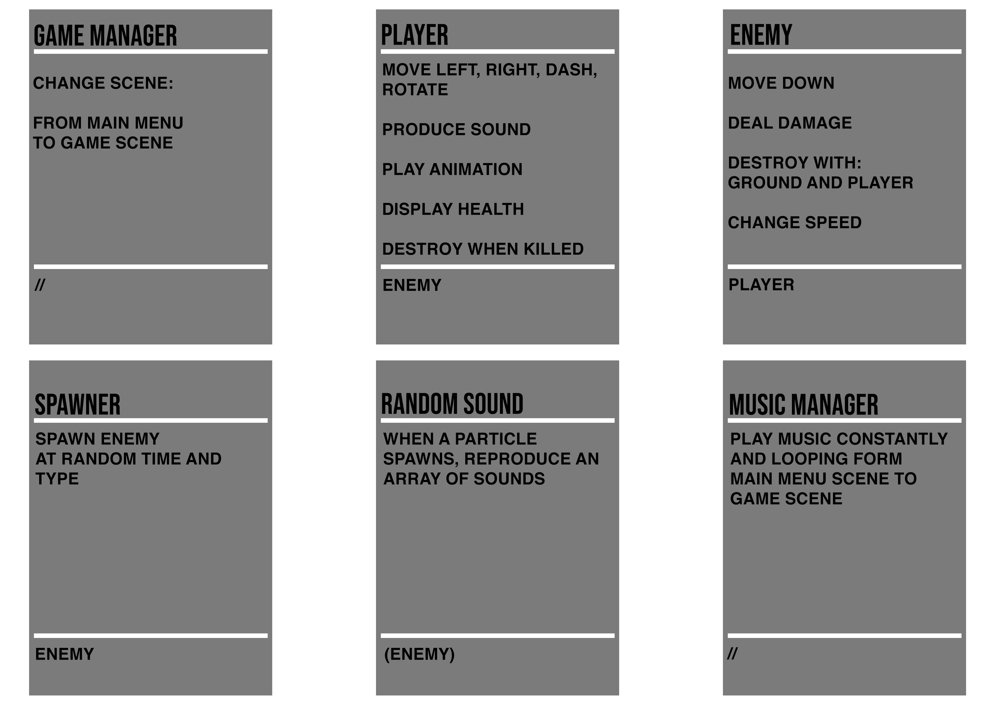 GAME MANAGER
CHANGE SCENE:
FROM MAIN MENU
TO GAME SCENE
//
PLAYER
MOVE LEFT, RIGHT, DASH,
ROTATE
PRODUCE SOUND
PLAY ANIMATION
DISPLAY HEALTH
DESTROY WHEN KILLED
ENEMY
ENEMY
MOVE DOWN
DEAL DAMAGE
DESTROY WITH:
GROUND AND PLAYER
CHANGE SPEED
PLAYER
SPAWNER
SPAWN ENEMY
AT RANDOM TIME AND
TYPE
ENEMY
RANDOM SOUND
WHEN A PARTICLE
SPAWNS, REPRODUCE AN
ARRAY OF SOUNDS
(ENEMY)
MUSIC MANAGER
PLAY MUSIC CONSTANTLY
AND LOOPING FORM
MAIN MENU SCENE TO
GAME SCENE
//